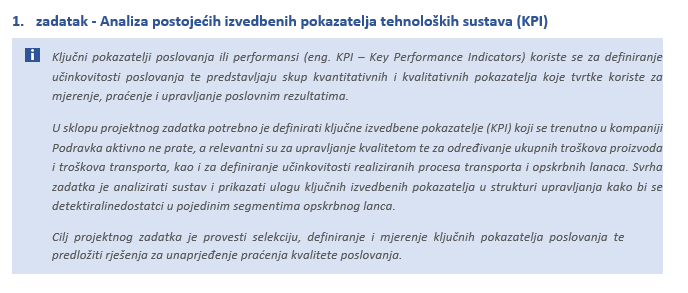 1. zadatak - Analiza postojećih izvedbenih pokazatelja tehnoloških sustava (KPI)
i
Ključni pokazatelji poslovanja ili performansi (eng. KPI – Key Performance Indicators) koriste se za definiranje
učinkovitosti poslovanja te predstavljaju skup kvantitativnih i kvalitativnih pokazatelja koje tvrtke koriste za
mjerenje, praćenje i upravljanje poslovnim rezultatima.
U sklopu projektnog zadatka potrebno je definirati ključne izvedbene pokazatelje (KPI) koji se trenutno u kompaniji
Podravka aktivno ne prate, a relevantni su za upravljanje kvalitetom te za određivanje ukupnih troškova proizvoda
i troškova transporta, kao i za definiranje učinkovitosti realiziranih procesa transporta i opskrbnih lanaca. Svrha
zadatka je analizirati sustav i prikazati ulogu ključnih izvedbenih pokazatelja u strukturi upravljanja kako bi se
detektiralinedostatci u pojedinim segmentima opskrbnog lanca.
Cilj projektnog zadatka je provesti selekciju, definiranje i mjerenje ključnih pokazatelja poslovanja te
predložiti rješenja za unaprjeđenje praćenja kvalitete poslovanja.